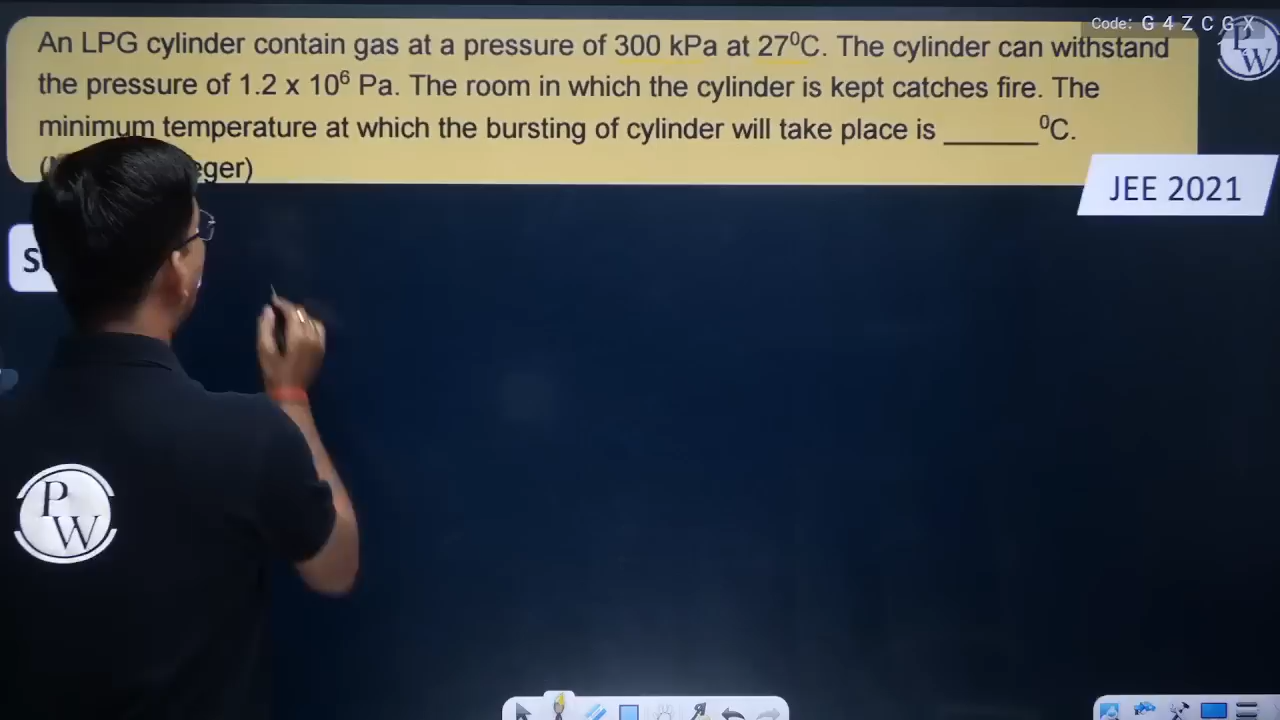 Code: G 4 Z C G X
An LPG cylinder contain gas at a pressure of 300 kPa at 27⁰C. The cylinder can withstand
the pressure of 1.2 x 10⁶ Pa. The room in which the cylinder is kept catches fire. The
minimum temperature at which the bursting of cylinder will take place is ______ ⁰C.
eger)
JEE 2021
P
W
P
W